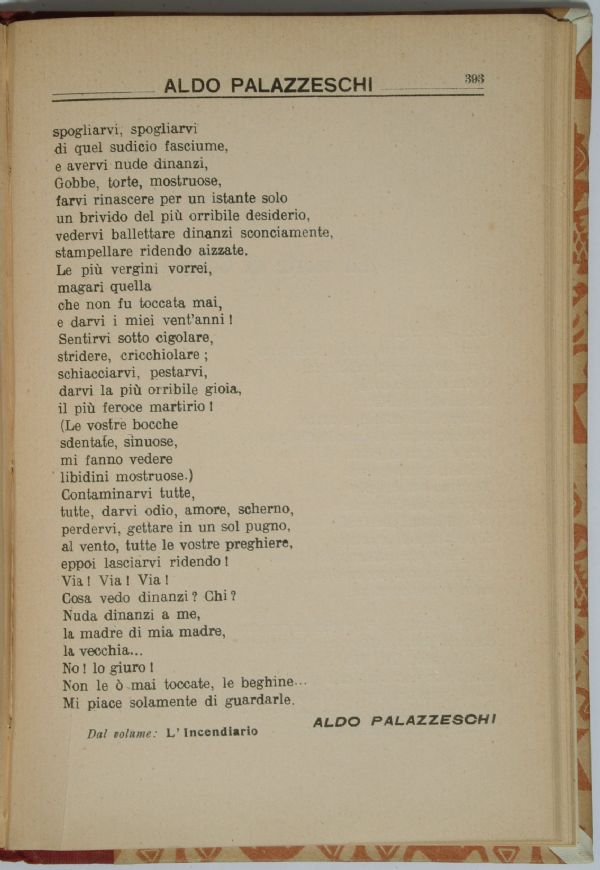 ALDO PALAZZESCHI
393
spogliarvi, spogliarvi
di quel sudicio fasciume,
e avervi nude dinanzi,
Gobbe, torte, mostruose,
farvi rinascere per un istante solo
un brivido del più orribile desiderio,
vedervi ballettare dinanzi sconciamente,
stampellare ridendo aizzate.
Le più vergini vorrei,
magari quella
che non fu toccata mai,
e darvi i miei vent'anni !
Sentirvi sotto cigolare,
stridere, cricchiolare ;
schiacciarvi, pestarvi,
darvi la più orribile gioia,
il più feroce martirio !
(Le vostre bocche
sdentate, sinuose,
mi fanno vedere
libidini mostruose.)
Contaminarvi tutte,
tutte, darvi odio, amore, scherno,
perdervi, gettare in un sol pugno,
al vento, tutte le vostre preghiere,
eppoi lasciarvi ridendo !
Via ! Via ! Via !
Cosa vedo dinanzi ? Chi ?
Nuda dinanzi a me,
la madre di mia madre,
la vecchia...
No ! lo giuro !
Non le ò mai toccate, le beghine...
Mi piace solamente di guardarle.
ALDO PALAZZESCHI
Dal volume: L' Incendiario